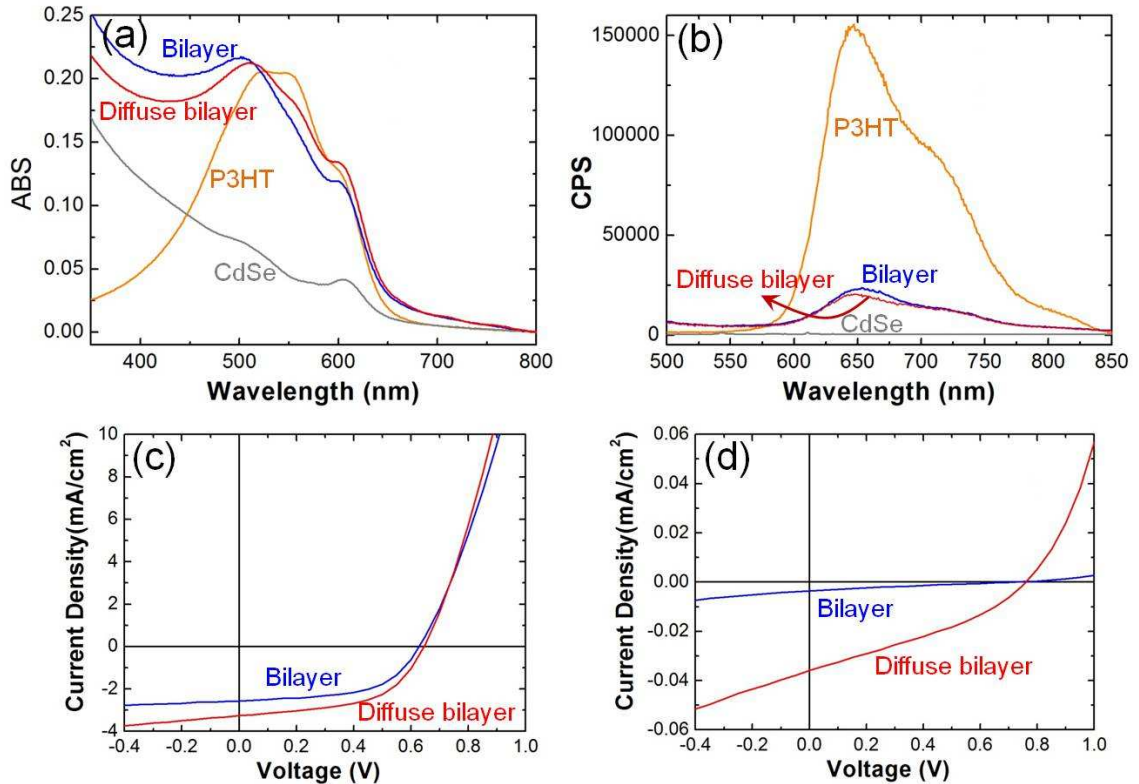 (a)
0.25
0.20
0.15
0.10
0.05
0.00
ABS
Bilayer
Diffuse bilayer
P3HT
CdSe
400 500 600 700 800
Wavelength (nm)
(b)
150000
100000
50000
0
CPS
P3HT
Diffuse bilayer
Bilayer
CdSe
500 550 600 650 700 750 800 850
Wavelength (nm)
(c)
10
8
6
4
2
0
-2
-4
Current Density(mA/cm²)
Bilayer
Diffuse bilayer
-0.4 -0.2 0.0 0.2 0.4 0.6 0.8 1.0
Voltage (V)
(d)
0.06
0.04
0.02
0.00
-0.02
-0.04
-0.06
Current Density(mA/cm²)
Bilayer
Diffuse bilayer
-0.4 -0.2 0.0 0.2 0.4 0.6 0.8 1.0
Voltage (V)